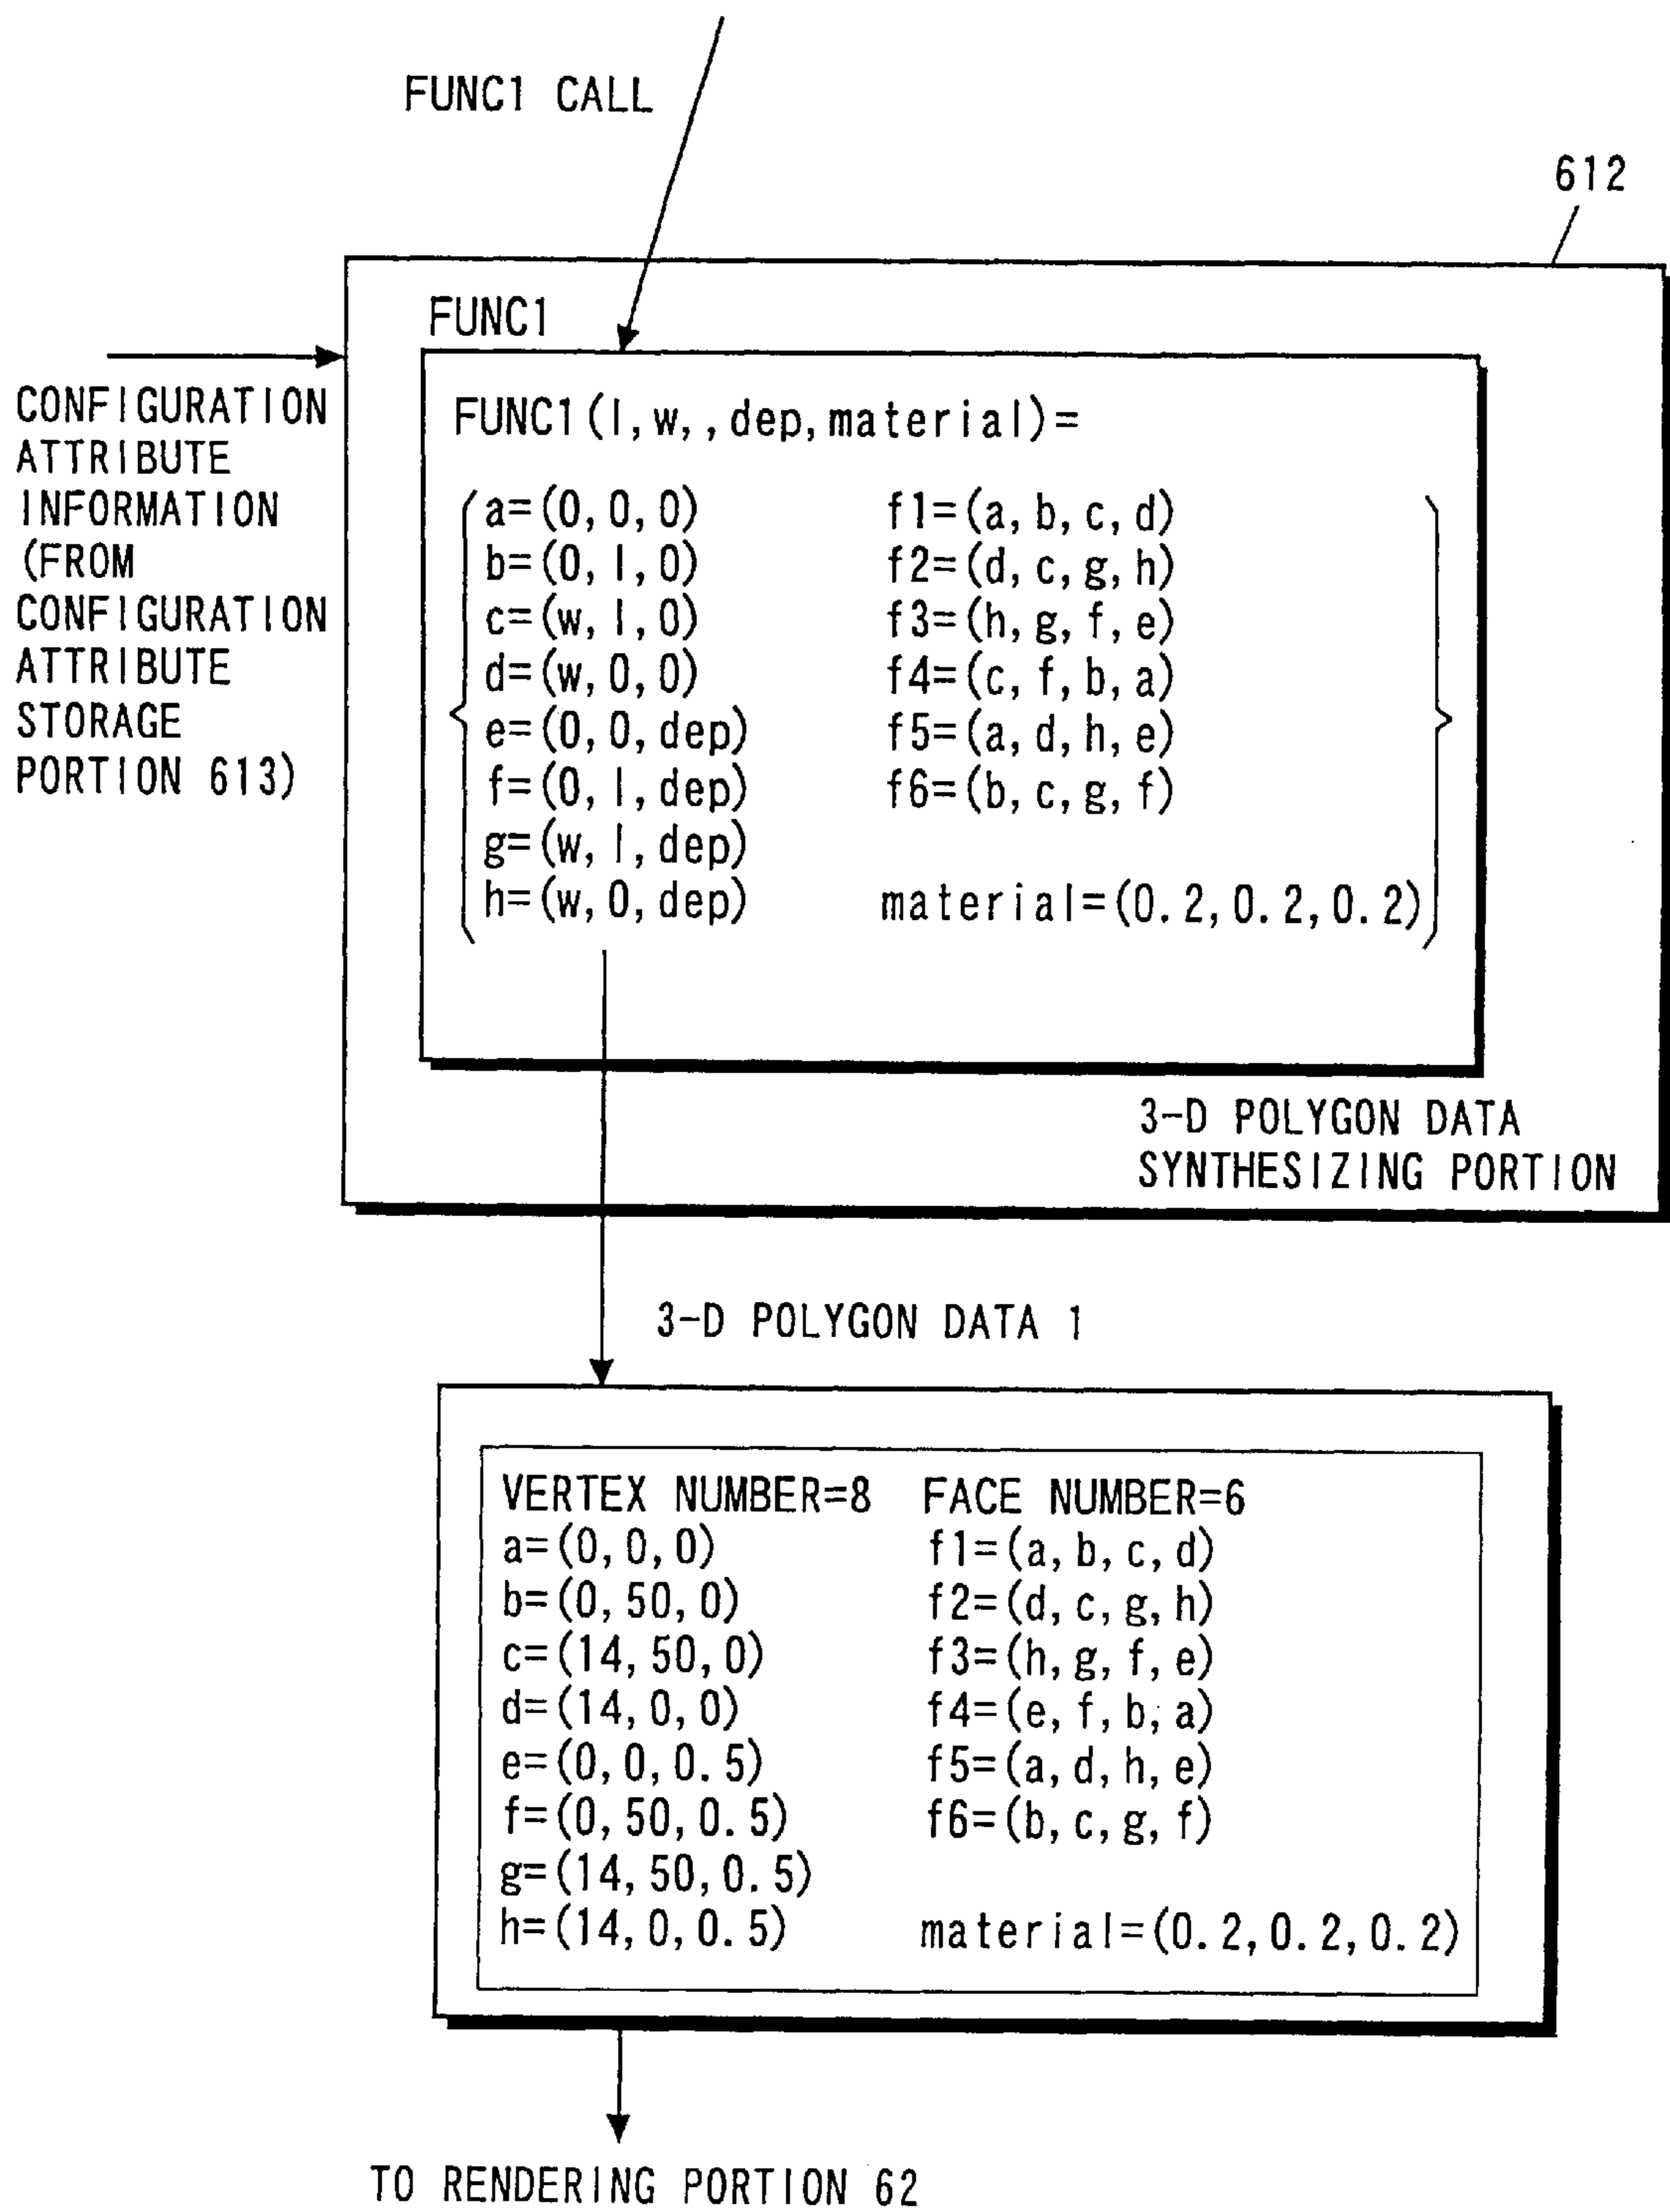 FUNC1 CALL
612
CONFIGURATION
ATTRIBUTE
INFORMATION
(FROM
CONFIGURATION
ATTRIBUTE
STORAGE
PORTION 613)
FUNC1
FUNC1(l,w,,dep,material)=
a=(0,0,0)
b=(0,l,0)
c=(w,l,0)
d=(w,0,0)
e=(0,0,dep)
f=(0,l,dep)
g=(w,l,dep)
h=(w,0,dep)
f1=(a,b,c,d)
f2=(d,c,g,h)
f3=(h,g,f,e)
f4=(c,f,b,a)
f5=(a,d,h,e)
f6=(b,c,g,f)
material=(0.2,0.2,0.2)
3-D POLYGON DATA
SYNTHESIZING PORTION
3-D POLYGON DATA 1
VERTEX NUMBER=8
a=(0,0,0)
b=(0,50,0)
c=(14,50,0)
d=(14,0,0)
e=(0,0,0.5)
f=(0,50,0.5)
g=(14,50,0.5)
h=(14,0,0.5)
FACE NUMBER=6
f1=(a,b,c,d)
f2=(d,c,g,h)
f3=(h,g,f,e)
f4=(e,f,b,a)
f5=(a,d,h,e)
f6=(b,c,g,f)
material=(0.2,0.2,0.2)
TO RENDERING PORTION 62